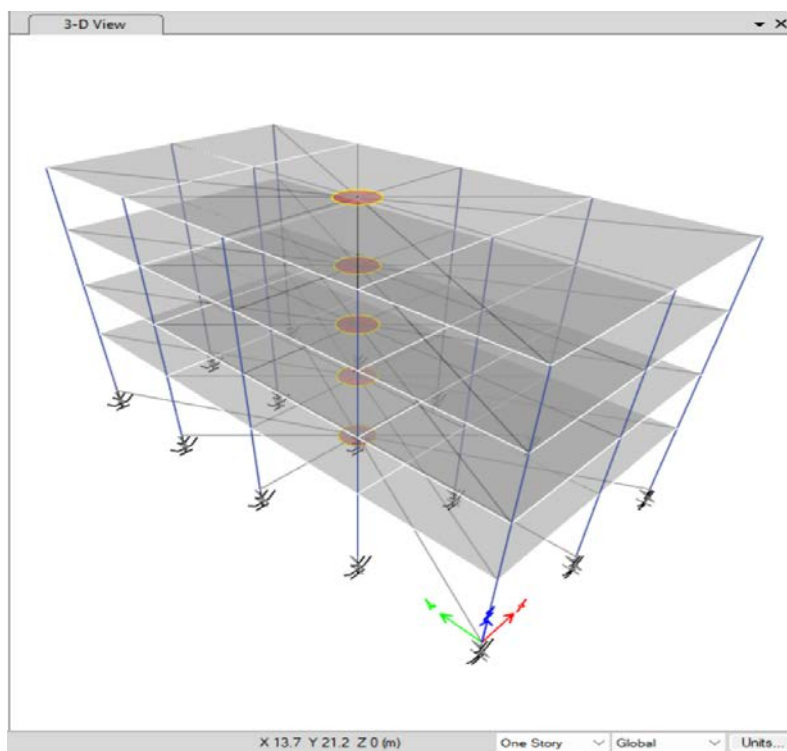 3-D View
Y
Z
X
X 13.7 Y 21.2 Z 0 (m)
One Story
Global
Units...